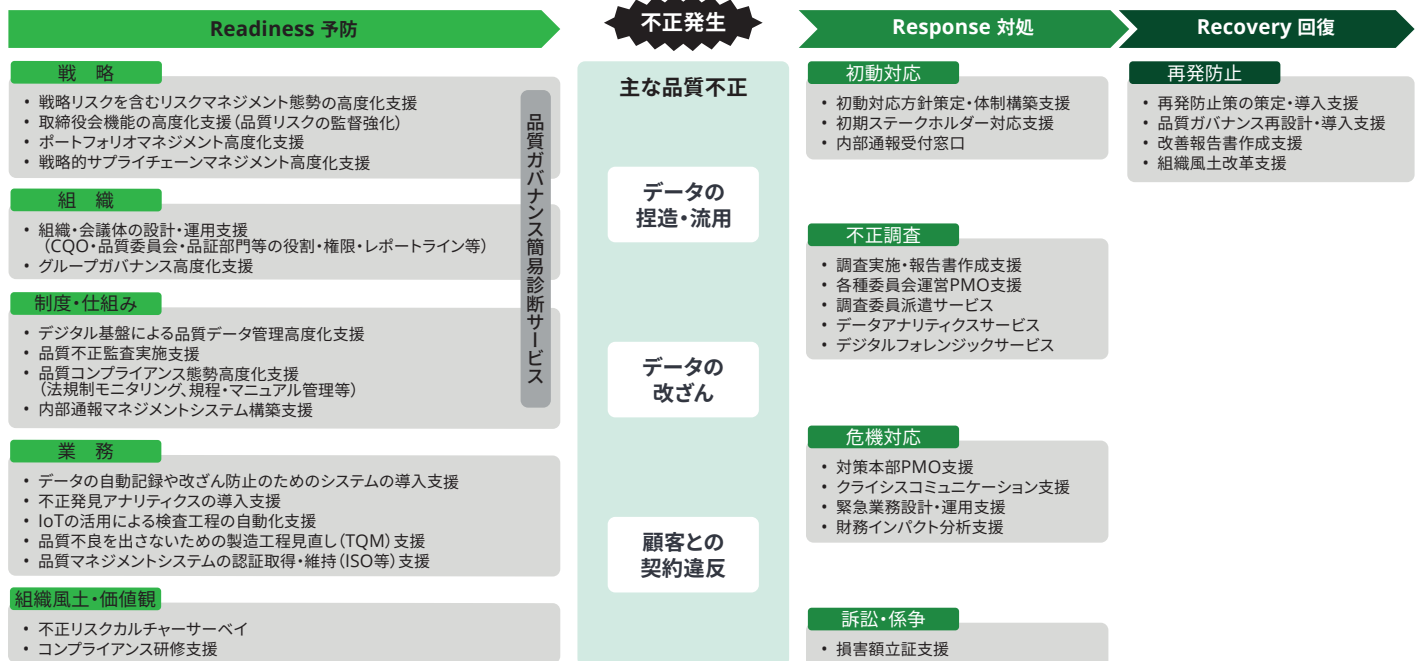 Readiness 予防
戦 略
• 戦略リスクを含むリスクマネジメント態勢の高度化支援
• 取締役会機能の高度化支援（品質リスクの監督強化）
• ポートフォリオマネジメント高度化支援
• 戦略的サプライチェーンマネジメント高度化支援
組 織
• 組織・会議体の設計・運用支援
（CQO・品質委員会・品証部門等の役割・権限・レポートライン等）
• グループガバナンス高度化支援
制度・仕組み
• デジタル基盤による品質データ管理高度化支援
• 品質不正監査実施支援
• 品質コンプライアンス態勢高度化支援
（法規制モニタリング、規程・マニュアル管理等）
• 内部通報マネジメントシステム構築支援
品質ガバナンス簡易診断サービス
業 務
• データの自動記録や改ざん防止のためのシステムの導入支援
• 不正発見アナリティクスの導入支援
• IoTの活用による検査工程の自動化支援
• 品質不良を出さないための製造工程見直し（TQM）支援
• 品質マネジメントシステムの認証取得・維持（ISO等）支援
組織風土・価値観
• 不正リスクカルチャーサーベイ
• コンプライアンス研修支援
不正発生
主な品質不正
データの
捏造・流用
データの
改ざん
顧客との
契約違反
Response 対処
初動対応
• 初動対応方針策定・体制構築支援
• 初期ステークホルダー対応支援
• 内部通報受付窓口
不正調査
• 調査実施・報告書作成支援
• 各種委員会運営PMO支援
• 調査委員派遣サービス
• データアナリティクスサービス
• デジタルフォレンジックサービス
危機対応
• 対策本部PMO支援
• クライシスコミュニケーション支援
• 緊急業務設計・運用支援
• 財務インパクト分析支援
訴訟・係争
• 損害額立証支援
Recovery 回復
再発防止
• 再発防止策の策定・導入支援
• 品質ガバナンス再設計・導入支援
• 改善報告書作成支援
• 組織風土改革支援